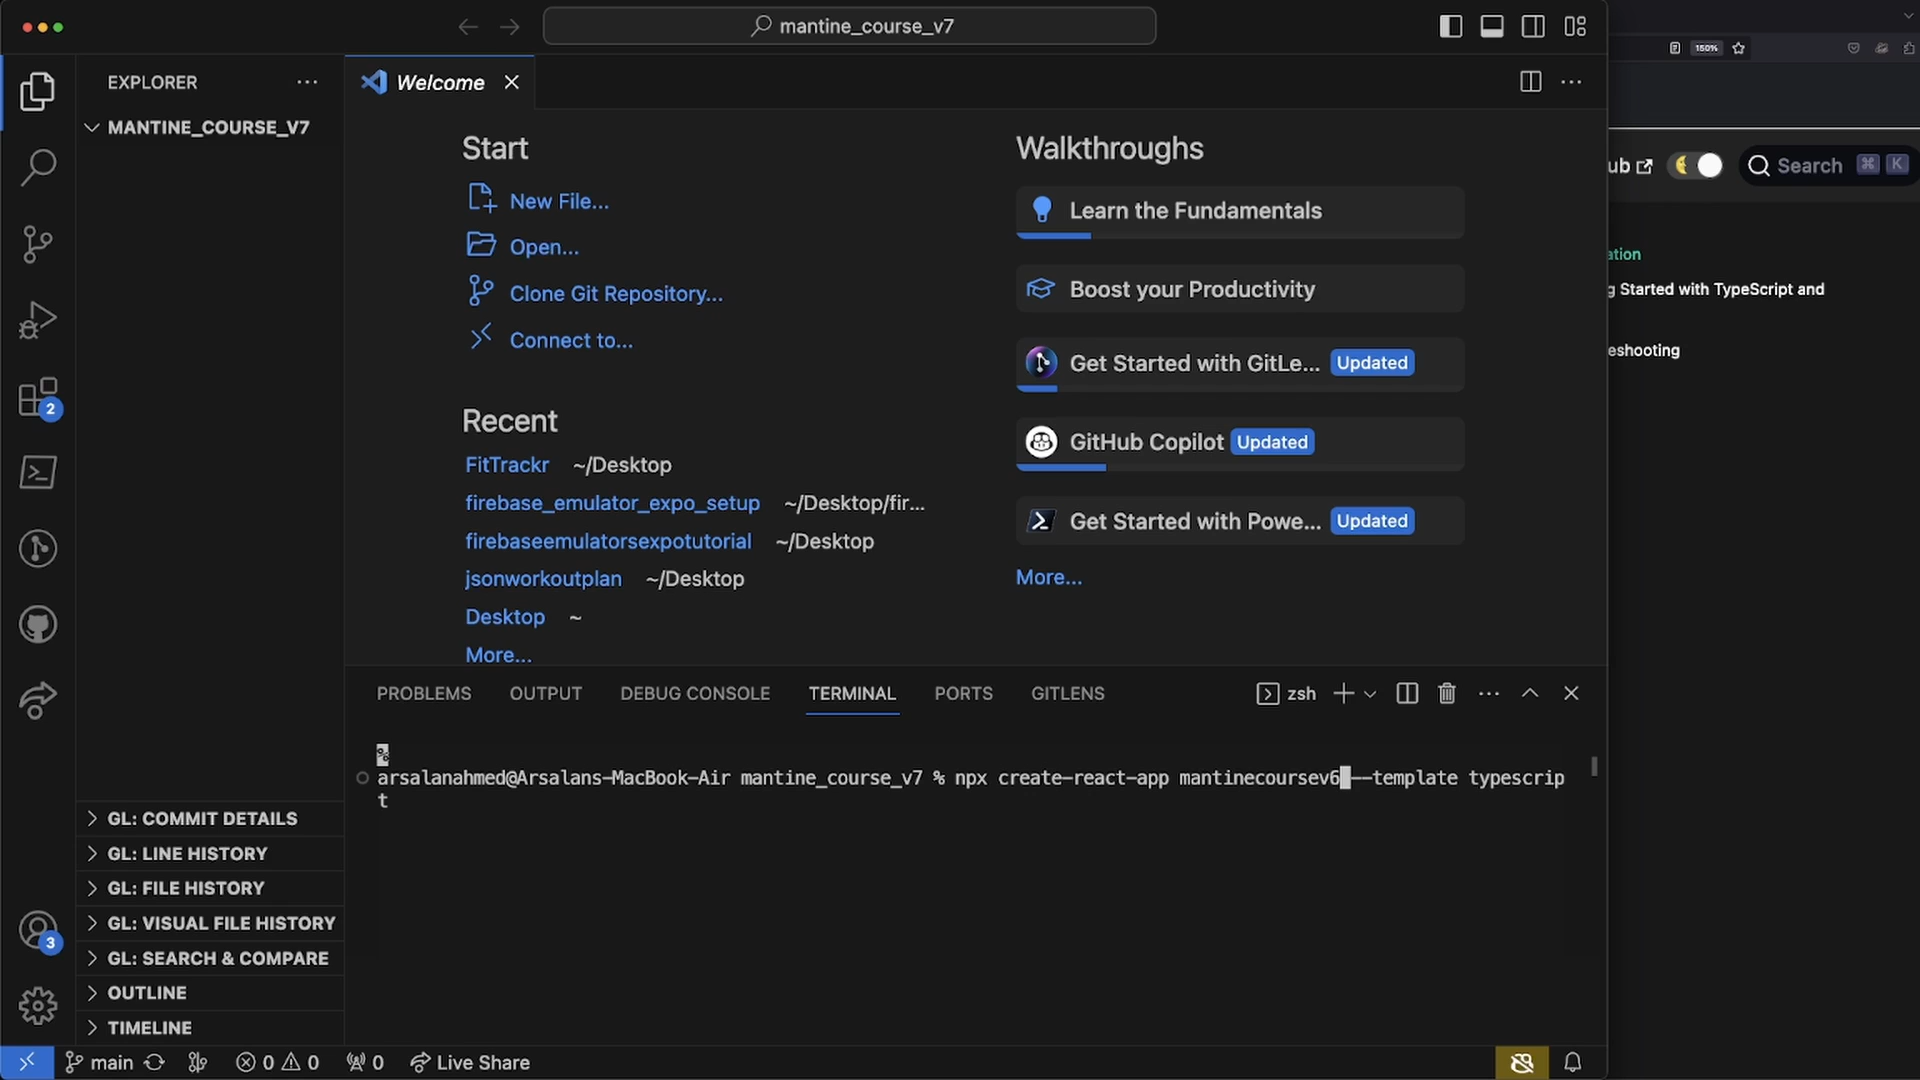 mantine_course_v7
150%
EXPLORER
MANTINE_COURSE_V7
Welcome
Start
New File...
Open...
Clone Git Repository...
Connect to...
Recent
FitTrackr ~/Desktop
firebase_emulator_expo_setup ~/Desktop/fir...
firebaseemulatorsexpotutorial ~/Desktop
jsonworkoutplan ~/Desktop
Desktop ~
More...
Walkthroughs
Learn the Fundamentals
Boost your Productivity
Get Started with GitLe... Updated
GitHub Copilot Updated
Get Started with Powe... Updated
More...
ub
Search ⌘ K
ation
g Started with TypeScript and
eshooting
2
3
GL: COMMIT DETAILS
GL: LINE HISTORY
GL: FILE HISTORY
GL: VISUAL FILE HISTORY
GL: SEARCH & COMPARE
OUTLINE
TIMELINE
PROBLEMS OUTPUT DEBUG CONSOLE TERMINAL PORTS GITLENS
zsh
%
arsalanahmed@Arsalans-MacBook-Air mantine_course_v7 % npx create-react-app mantinecoursev6 --template typescrip
t
main 0 0 0 Live Share